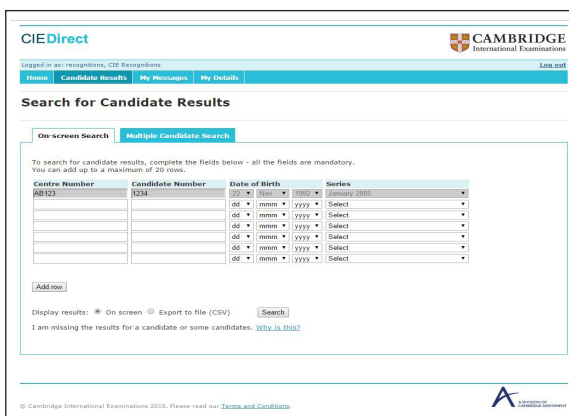 CIEDirect
CAMBRIDGE
International Examinations
Logged in as: recognitions, CIE Recognitions
Log out
Home Candidate Results My Messages My Details
Search for Candidate Results
On-screen Search Multiple Candidate Search
To search for candidate results, complete the fields below - all the fields are mandatory.
You can add up to a maximum of 20 rows.
Centre Number Candidate Number Date of Birth Series
AB123 1234 22 Nov 1992 January 2005
dd mmm yyyy Select
dd mmm yyyy Select
dd mmm yyyy Select
dd mmm yyyy Select
dd mmm yyyy Select
dd mmm yyyy Select
Add row
Display results: On screen Export to file (CSV) Search
I am missing the results for a candidate or some candidates. Why is this?
© Cambridge International Examinations 2015. Please read our Terms and Conditions.
A DIVISION OF
CAMBRIDGE ASSESSMENT